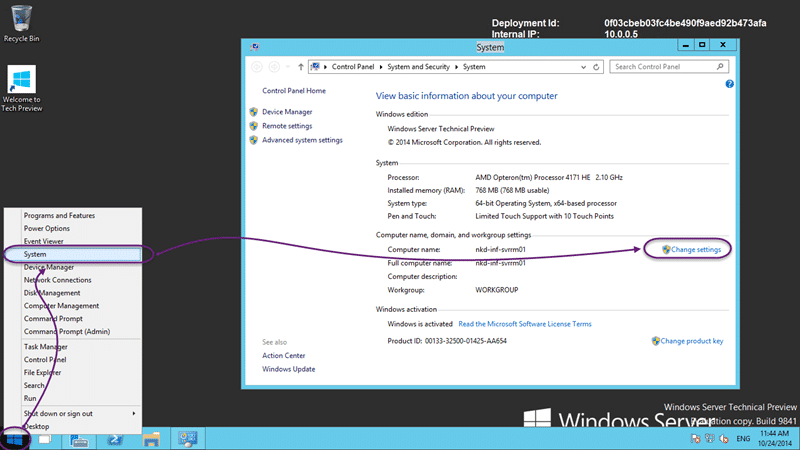 Deployment Id: 0f03cbeb03fc4be490f9aed92b473afa
Internal IP: 10.0.0.5
Recycle Bin
Welcome to
Tech Preview
System
Control Panel
System and Security
System
Search Control Panel
Control Panel Home
Device Manager
Remote settings
Advanced system settings
See also
Action Center
Windows Update
View basic information about your computer
Windows edition
Windows Server Technical Preview
© 2014 Microsoft Corporation. All rights reserved.
System
Processor: AMD Opteron(tm) Processor 4171 HE 2.10 GHz
Installed memory (RAM): 768 MB (768 MB usable)
System type: 64-bit Operating System, x64-based processor
Pen and Touch: Limited Touch Support with 10 Touch Points
Computer name, domain, and workgroup settings
Computer name: nkd-inf-svrrm01
Change settings
Full computer name: nkd-inf-svrrm01
Computer description:
Workgroup: WORKGROUP
Windows activation
Windows is activated Read the Microsoft Software License Terms
Product ID: 00133-32500-01425-AA654
Change product key
Programs and Features
Power Options
Event Viewer
System
Device Manager
Network Connections
Disk Management
Computer Management
Command Prompt
Command Prompt (Admin)
Task Manager
Control Panel
File Explorer
Search
Run
Shut down or sign out
Desktop
Windows Server
Windows Server Technical Preview
copy. Build 9841
ENG
11:44 AM
10/24/2014